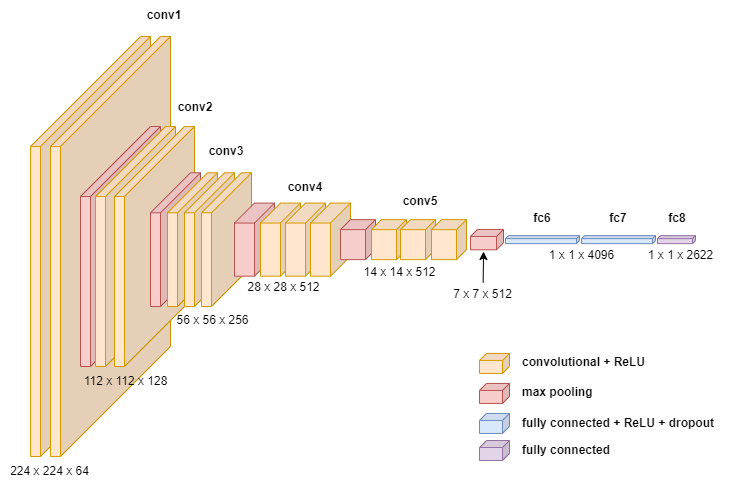 conv1
conv2
conv3
conv4
conv5
fc6
fc7
fc8
1 x 1 x 4096
1 x 1 x 2622
14 x 14 x 512
28 x 28 x 512
7 x 7 x 512
56 x 56 x 256
112 x 112 x 128
224 x 224 x 64
convolutional + ReLU
max pooling
fully connected + ReLU + dropout
fully connected